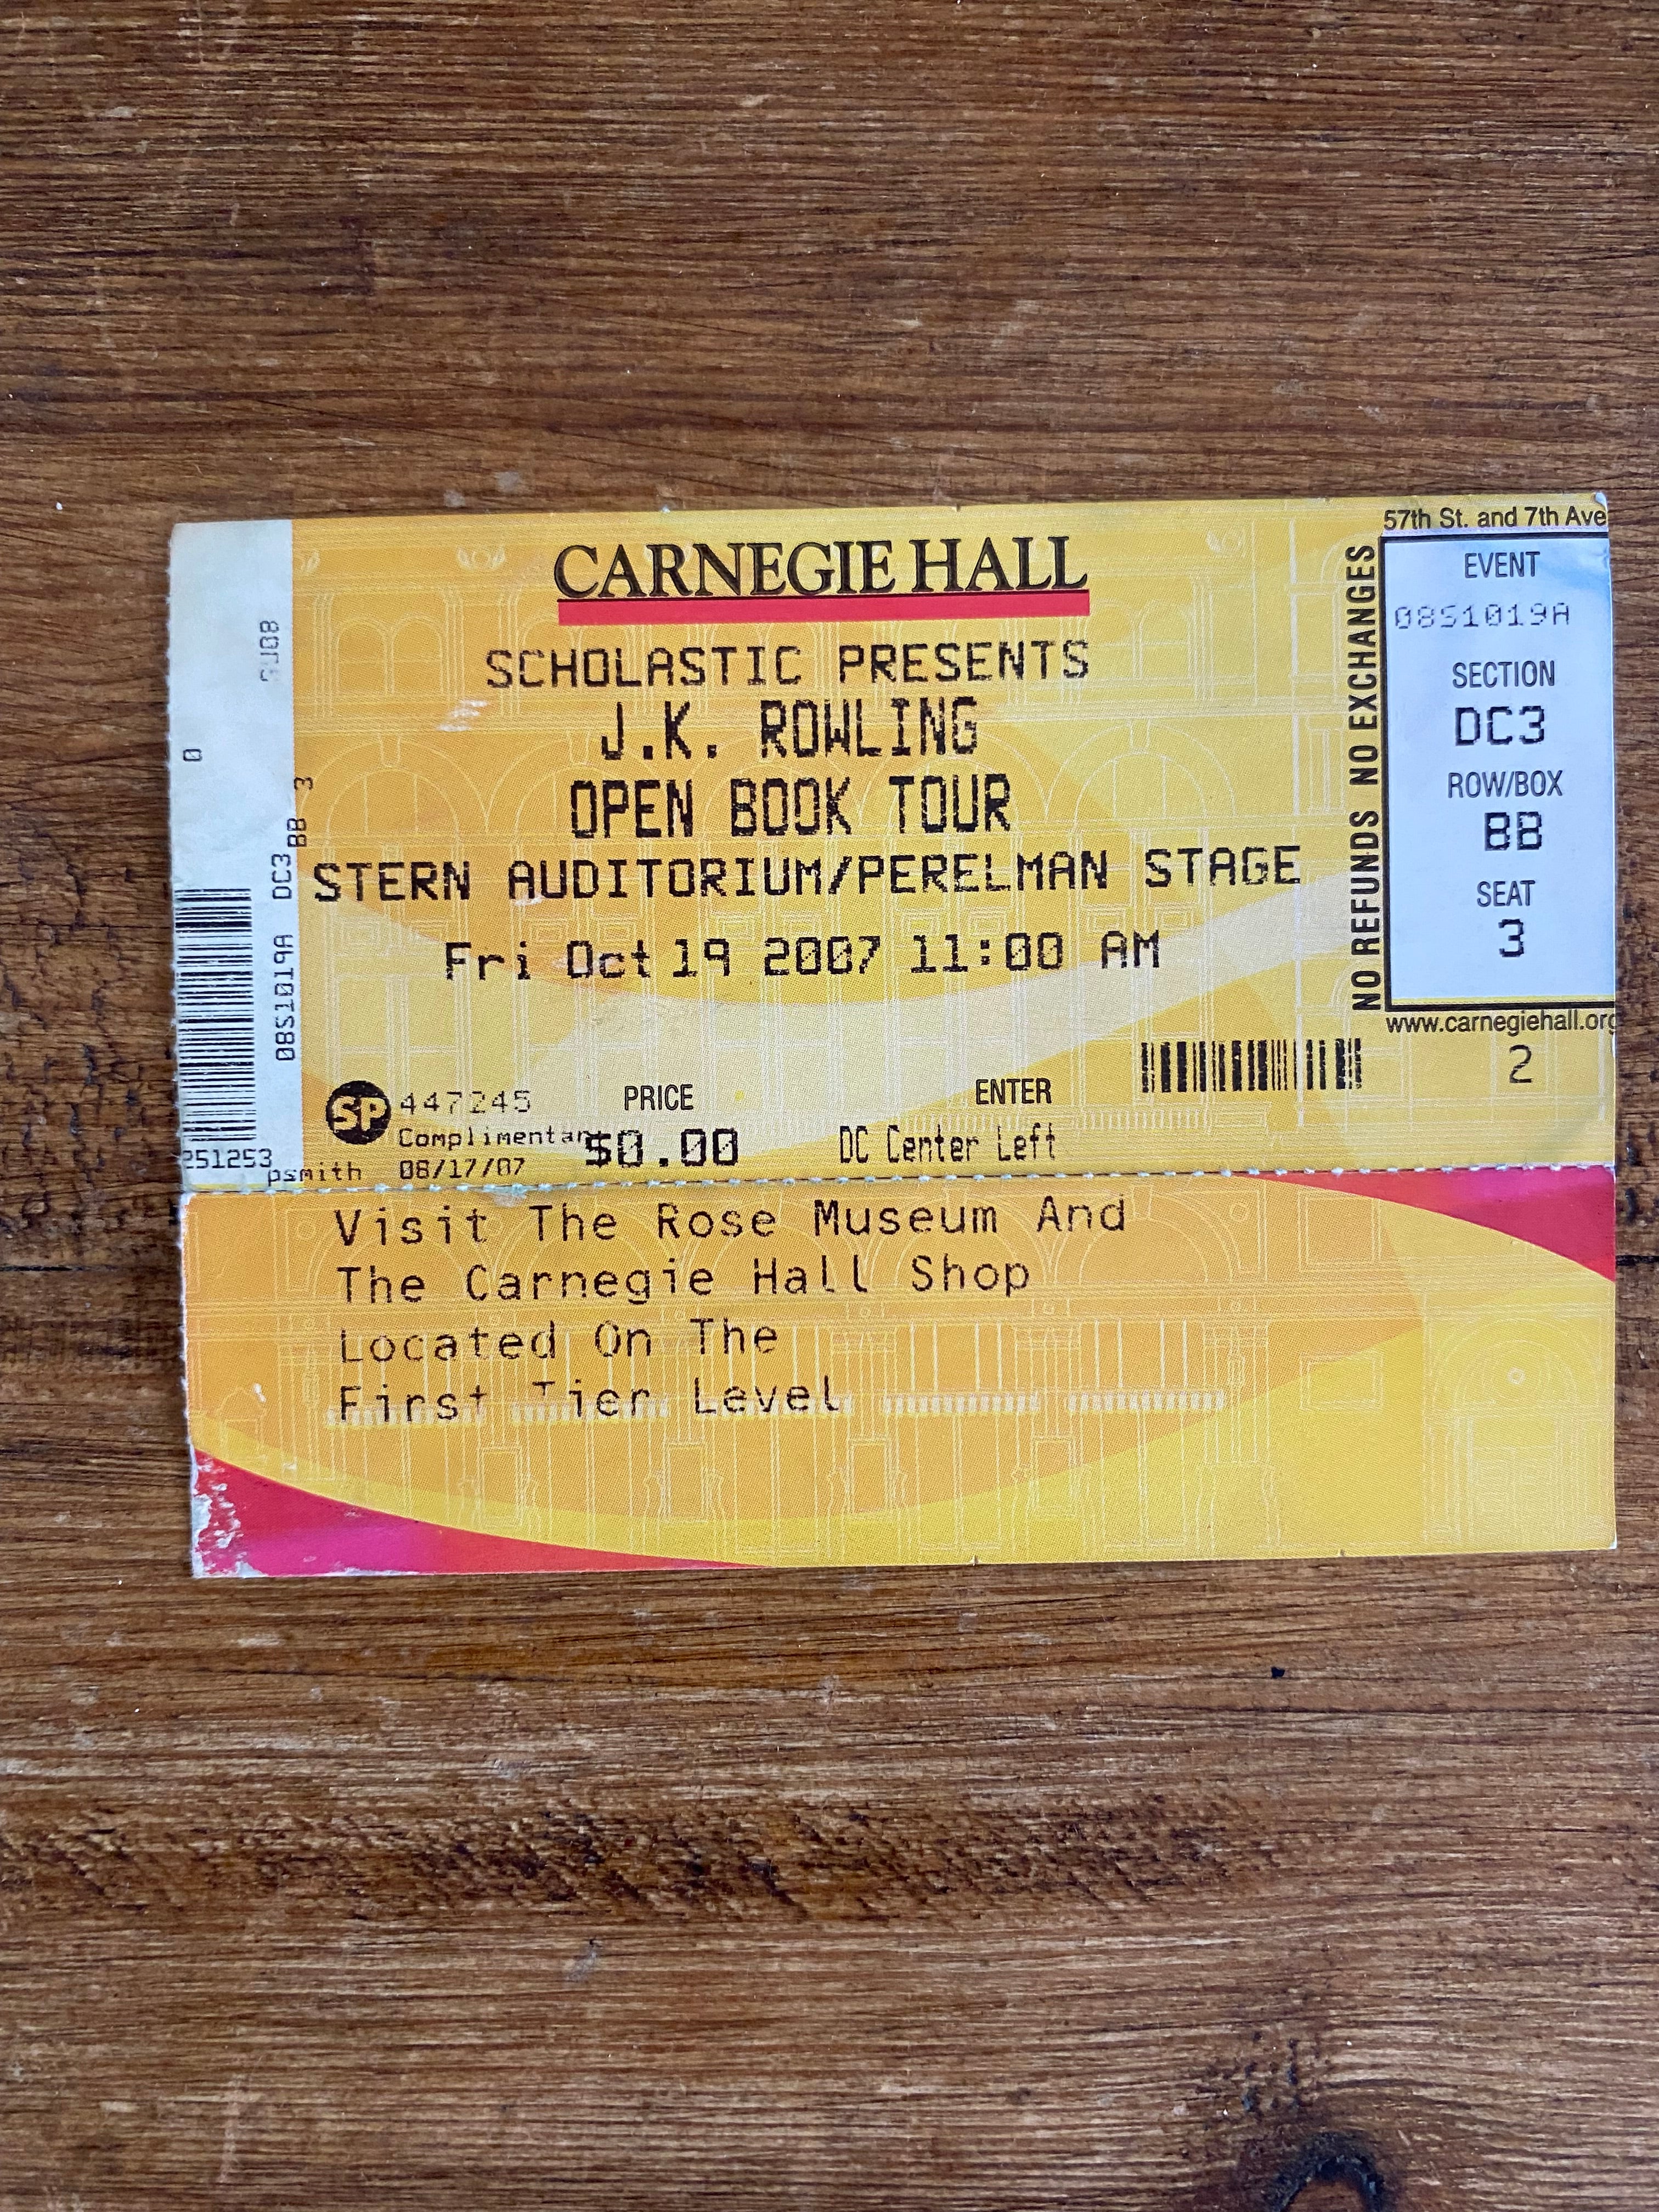 CARNEGIE HALL
SCHOLASTIC PRESENTS
J.K. ROWLING
OPEN BOOK TOUR
STERN AUDITORIUM/PERELMAN STAGE
Fri Oct 19 2007 11:00 AM
SP 447245
Complimentar
08/17/07
psmith
PRICE
$0.00
ENTER
DC Center Left
57th St. and 7th Ave
NO REFUNDS NO EXCHANGES
EVENT
08S1019A
SECTION
DC3
ROW/BOX
BB
SEAT
3
www.carnegiehall.org
2
0
08S1019A DC3 BB 3
251253
Visit The Rose Museum And
The Carnegie Hall Shop
Located On The
First Tier Level